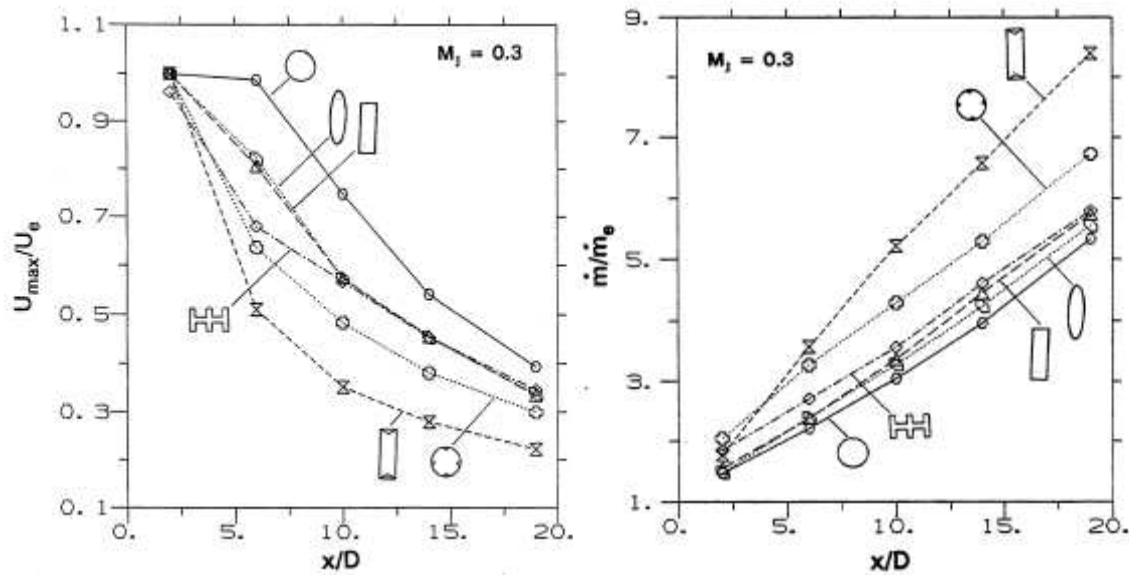 1. 1
0. 9
0. 7
0. 5
0. 3
0. 1
U_max/U_e
M_J = 0.3
0. 5. 10. 15. 20.
x/D
9.
7.
5.
3.
1.
ṁ/ṁ_e
M_J = 0.3
0. 5. 10. 15. 20.
x/D